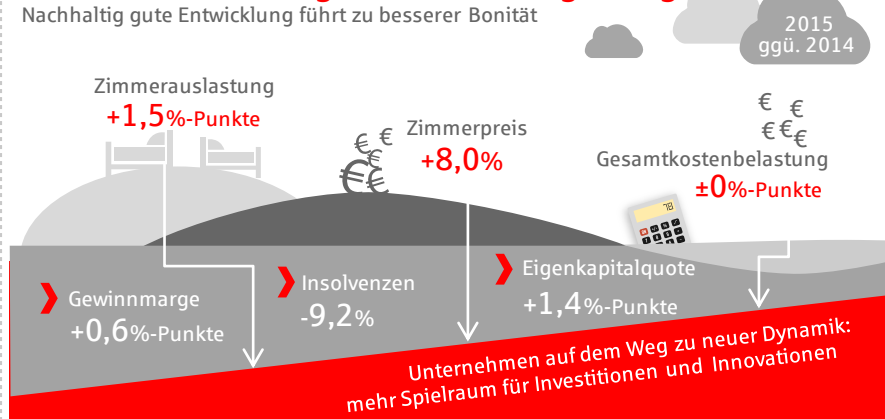 Nachhaltig gute Entwicklung führt zu besserer Bonität
2015
ggü. 2014
Zimmerauslastung
+1,5%-Punkte
Zimmerpreis
+8,0%
Gesamtkostenbelastung
±0%-Punkte
€ €
€ €
€ €
€ €
€ € €
78
Gewinnmarge
+0,6%-Punkte
Insolvenzen
-9,2%
Eigenkapitalquote
+1,4%-Punkte
Unternehmen auf dem Weg zu neuer Dynamik:
mehr Spielraum für Investitionen und Innovationen